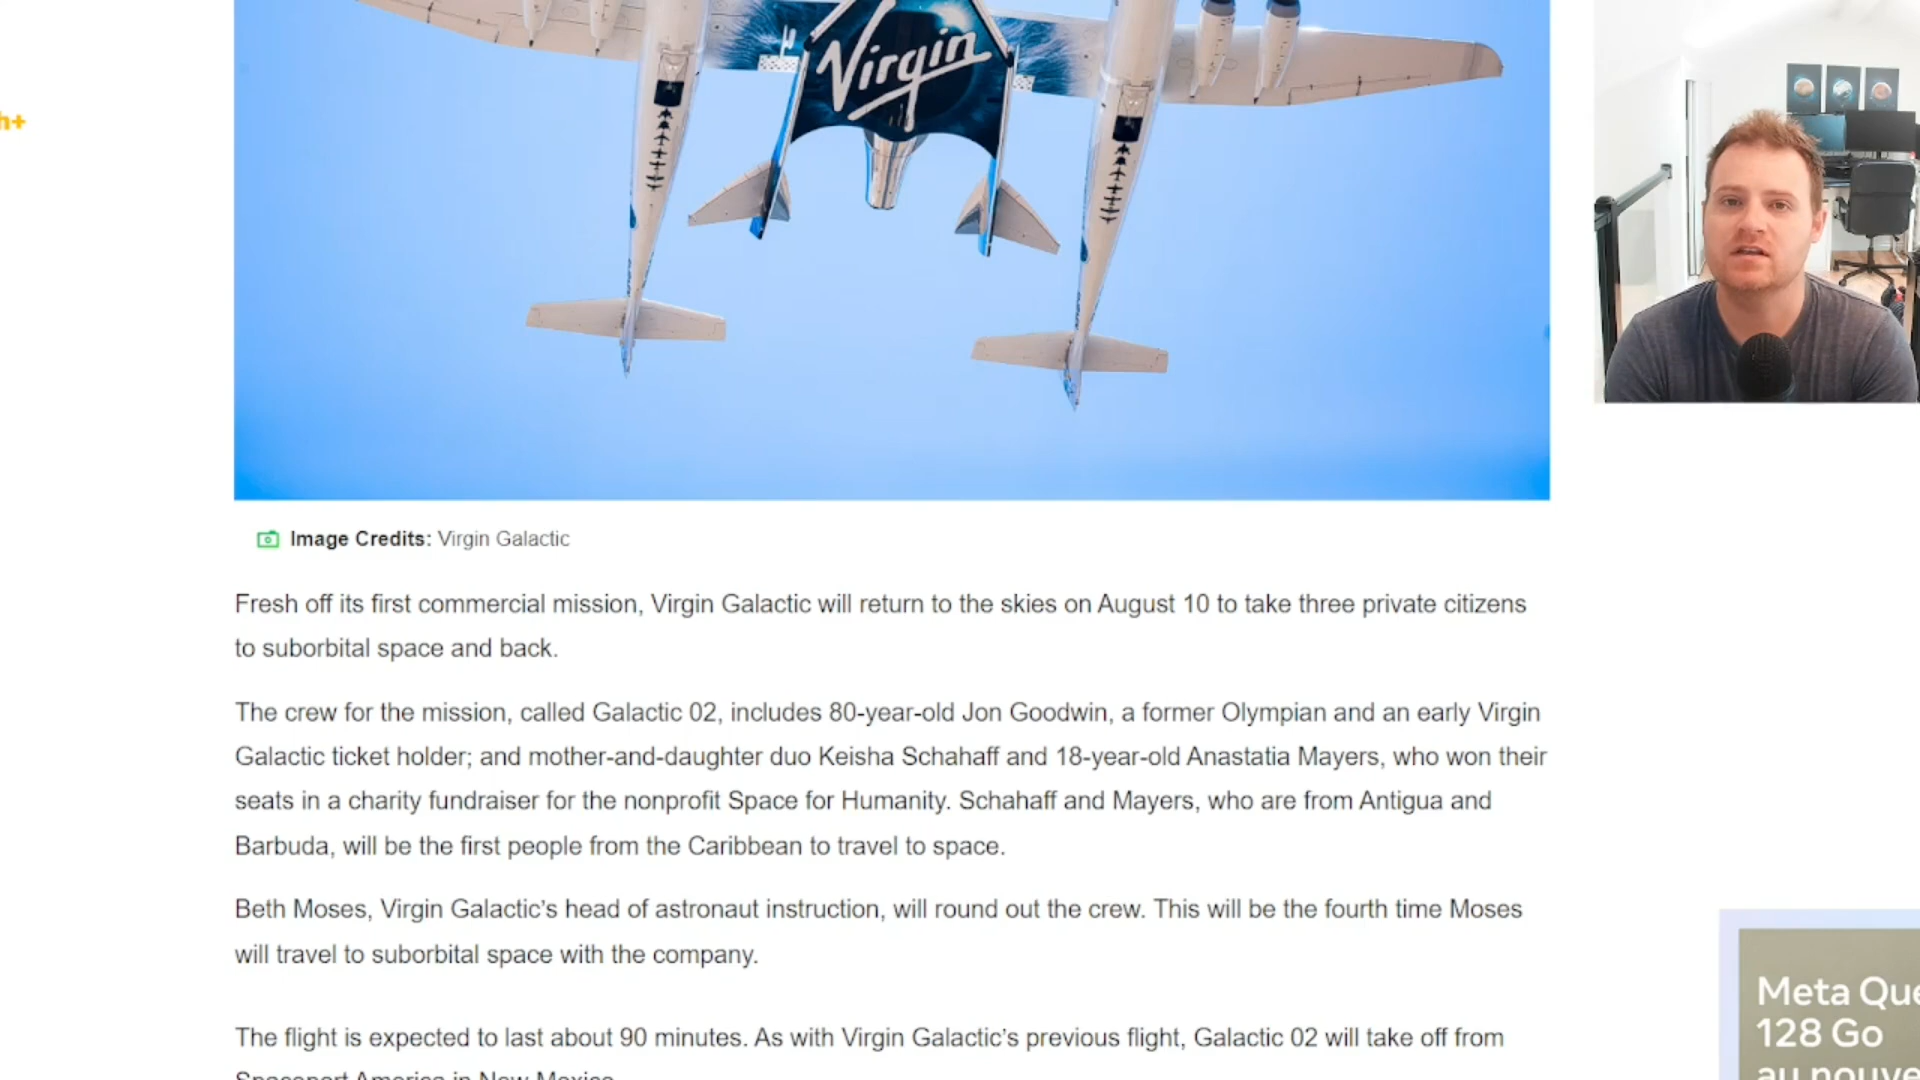 Virgin
h+
Image Credits: Virgin Galactic
Fresh off its first commercial mission, Virgin Galactic will return to the skies on August 10 to take three private citizens
to suborbital space and back.
The crew for the mission, called Galactic 02, includes 80-year-old Jon Goodwin, a former Olympian and an early Virgin
Galactic ticket holder; and mother-and-daughter duo Keisha Schahaff and 18-year-old Anastatia Mayers, who won their
seats in a charity fundraiser for the nonprofit Space for Humanity. Schahaff and Mayers, who are from Antigua and
Barbuda, will be the first people from the Caribbean to travel to space.
Beth Moses, Virgin Galactic’s head of astronaut instruction, will round out the crew. This will be the fourth time Moses
will travel to suborbital space with the company.
The flight is expected to last about 90 minutes. As with Virgin Galactic’s previous flight, Galactic 02 will take off from
Spaceport America in New Mexico.
Meta Que
128 Go
au nouve